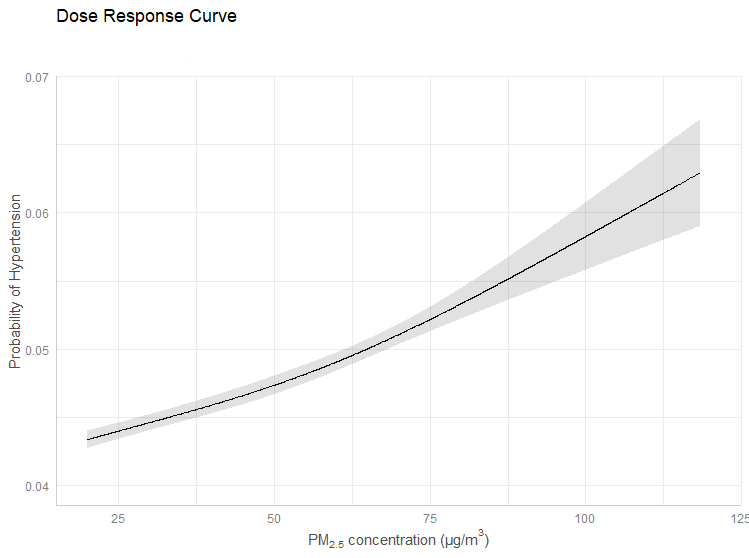 Dose Response Curve
0.07
0.06
0.05
0.04
Probability of Hypertension
25 50 75 100 125
PM2.5 concentration (µg/m3)